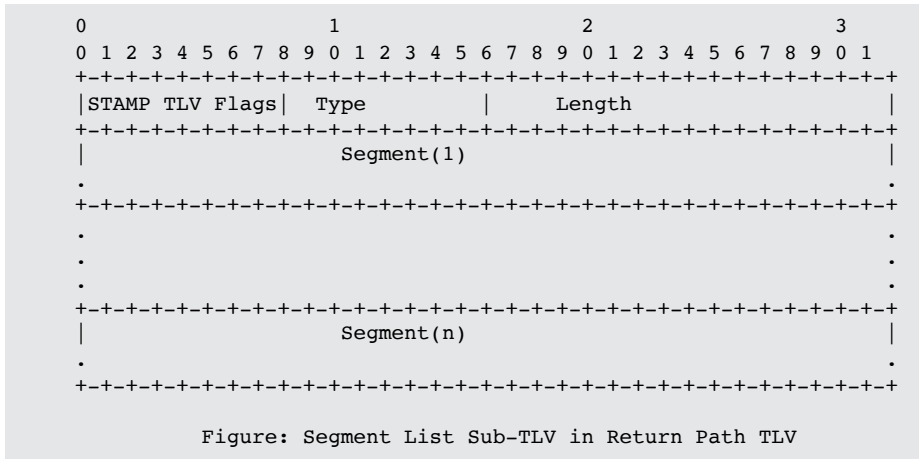 0                   1                   2                   3
0 1 2 3 4 5 6 7 8 9 0 1 2 3 4 5 6 7 8 9 0 1 2 3 4 5 6 7 8 9 0 1
+-+-+-+-+-+-+-+-+-+-+-+-+-+-+-+-+-+-+-+-+-+-+-+-+-+-+-+-+-+-+-+-+
|STAMP TLV Flags|  Type         |     Length                    |
+-+-+-+-+-+-+-+-+-+-+-+-+-+-+-+-+-+-+-+-+-+-+-+-+-+-+-+-+-+-+-+-+
|                    Segment(1)                                 |
.                                                               .
+-+-+-+-+-+-+-+-+-+-+-+-+-+-+-+-+-+-+-+-+-+-+-+-+-+-+-+-+-+-+-+-+
.                                                               .
.                                                               .
.                                                               .
+-+-+-+-+-+-+-+-+-+-+-+-+-+-+-+-+-+-+-+-+-+-+-+-+-+-+-+-+-+-+-+-+
|                    Segment(n)                                 |
.                                                               .
+-+-+-+-+-+-+-+-+-+-+-+-+-+-+-+-+-+-+-+-+-+-+-+-+-+-+-+-+-+-+-+-+
Figure: Segment List Sub-TLV in Return Path TLV